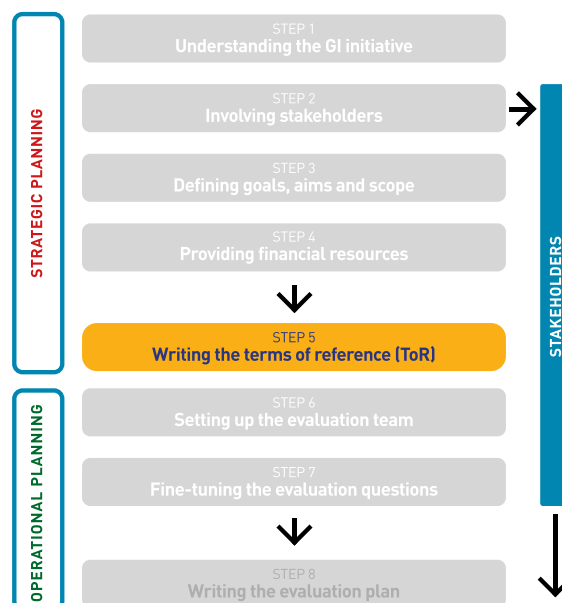 STRATEGIC PLANNING
STEP 1
Understanding the GI initiative
STEP 2
Involving stakeholders
STEP 3
Defining goals, aims and scope
STEP 4
Providing financial resources
STEP 5
Writing the terms of reference (ToR)
STAKEHOLDERS
OPERATIONAL PLANNING
STEP 6
Setting up the evaluation team
STEP 7
Fine-tuning the evaluation questions
STEP 8
Writing the evaluation plan